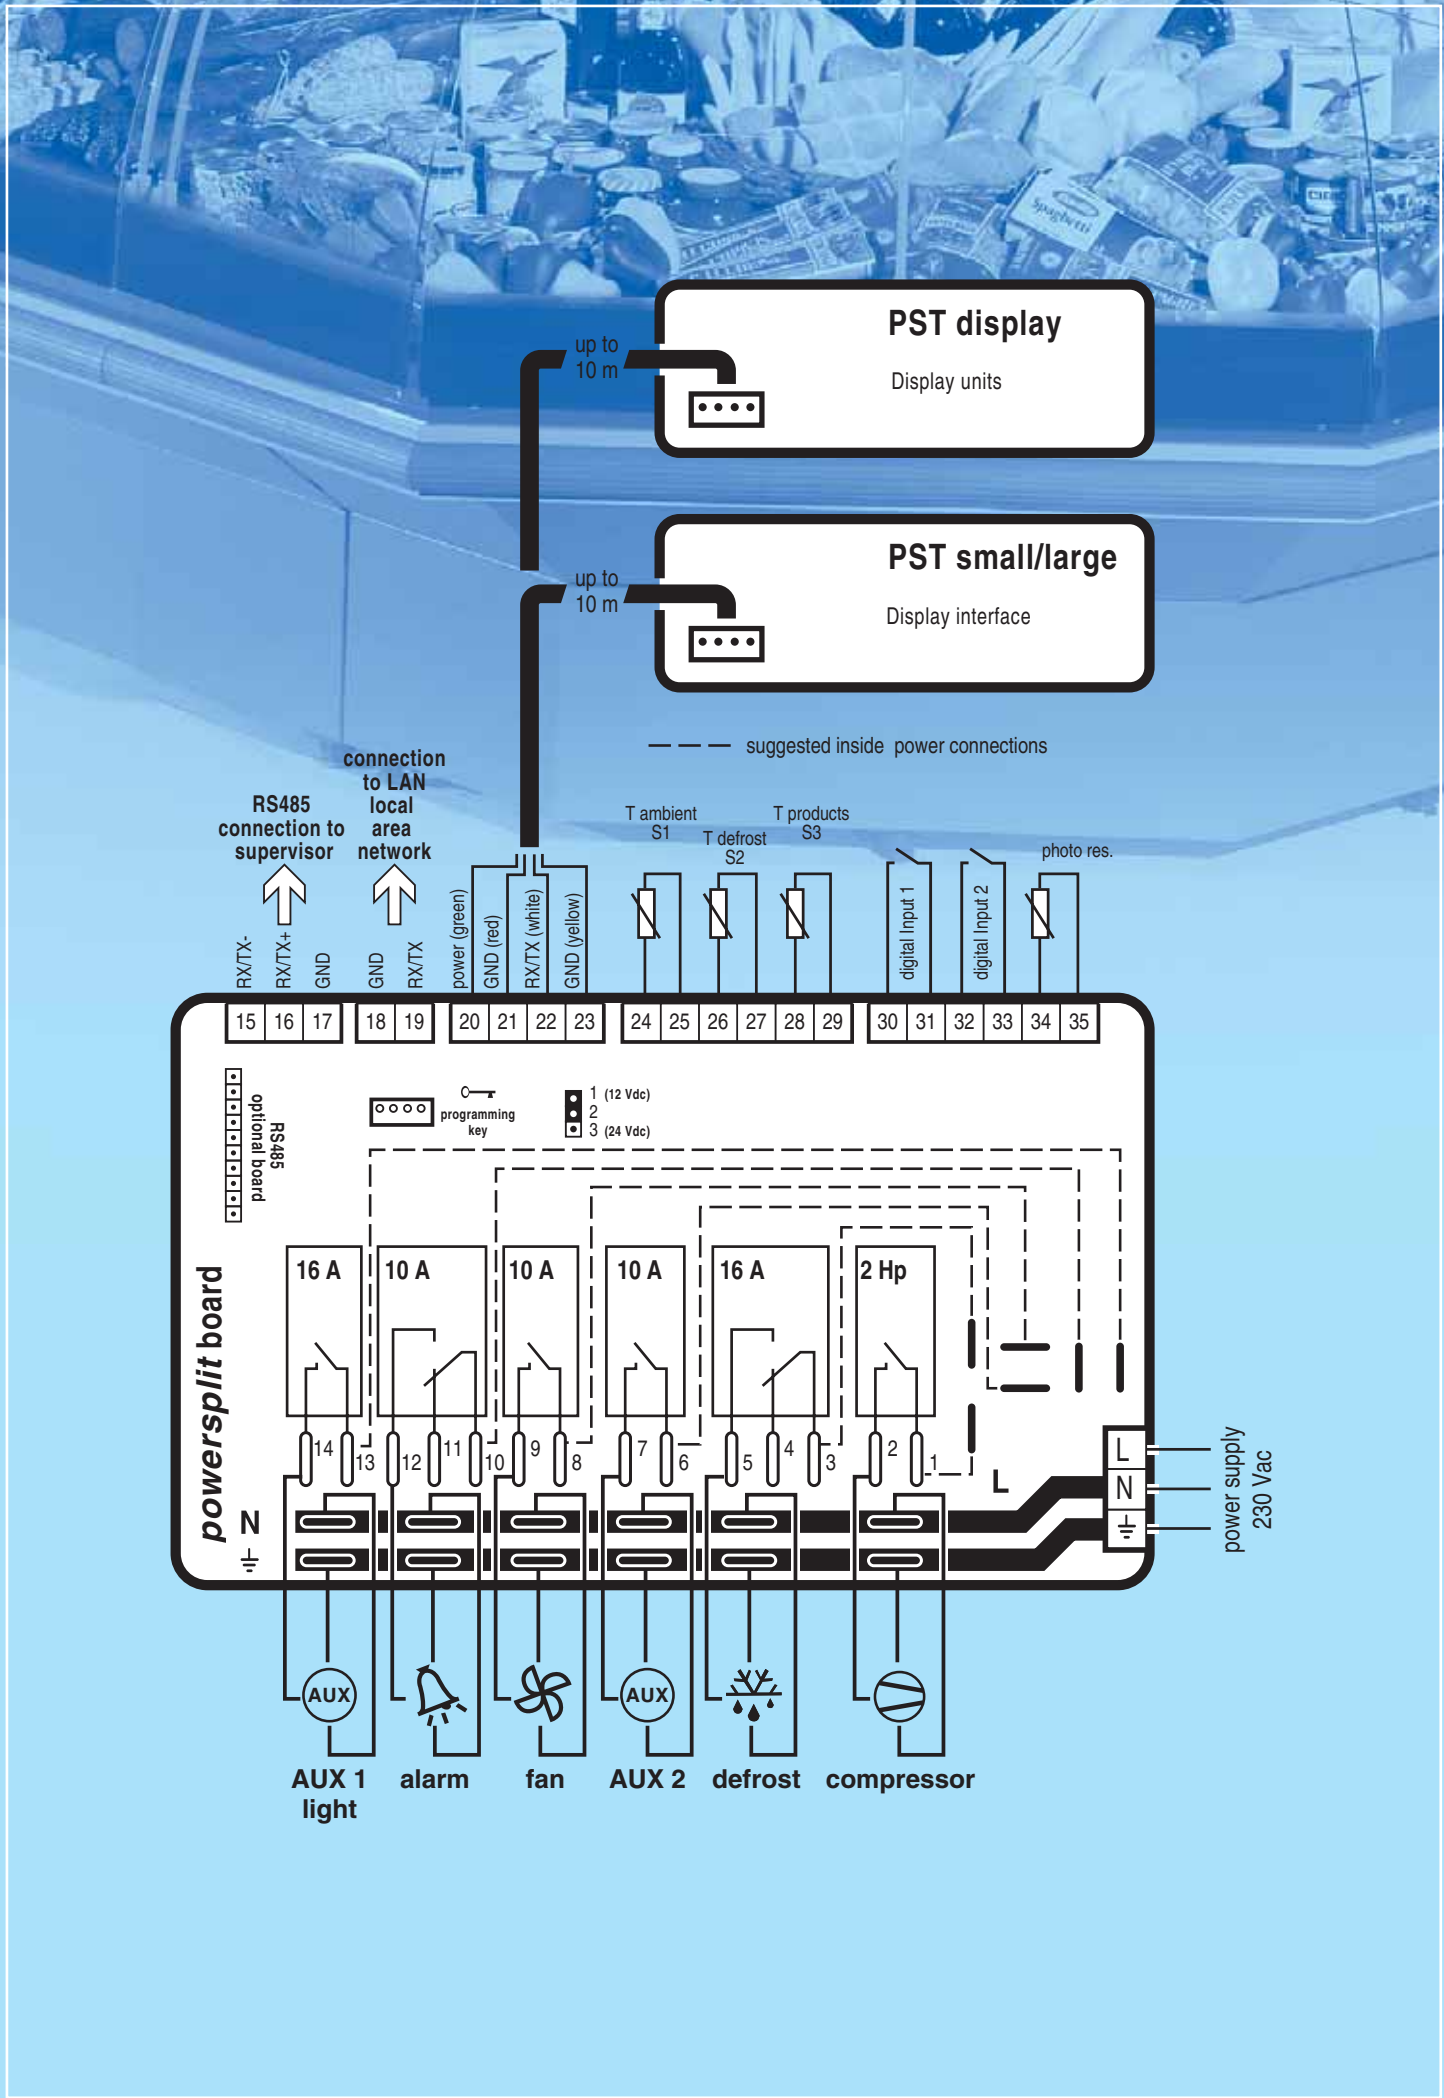 spaghetti
PST display
Display units
up to
10 m
PST small/large
Display interface
up to
10 m
suggested inside power connections
connection
to LAN
local
area
network
RS485
connection to
supervisor
T ambient
S1
T defrost
S2
T products
S3
photo res.
RX/TX-
RX/TX+
GND
GND
RX/TX
power (green)
GND (red)
RX/TX (white)
GND (yellow)
digital Input 1
digital Input 2
15 16 17 18 19 20 21 22 23 24 25 26 27 28 29 30 31 32 33 34 35
RS485
optional board
programming
key
1 (12 Vdc)
2
3 (24 Vdc)
powersplit board
16 A 10 A 10 A 10 A 16 A 2 Hp
14 13 12 11 10 9 8 7 6 5 4 3 2 1
L
N
L
N
power supply
230 Vac
AUX
AUX
AUX 1
light
alarm
fan
AUX 2
defrost
compressor